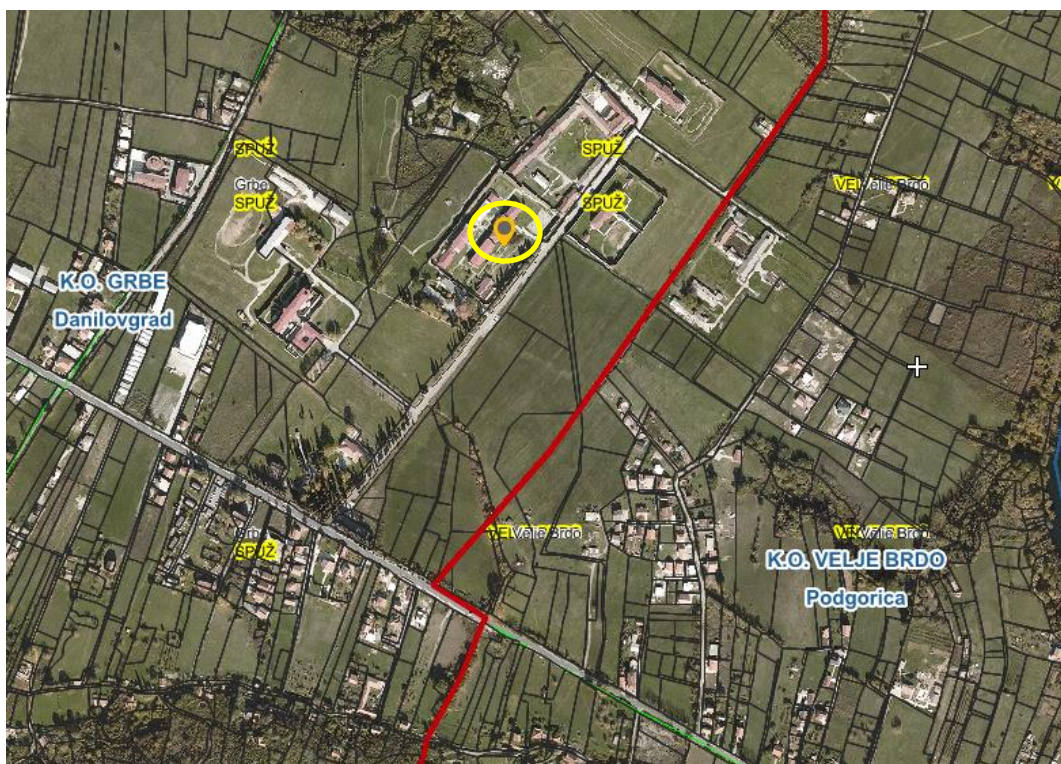 SPUŽ
SPUŽ
Grbe
SPUŽ
SPUŽ
Velje Brdo
K.O. GRBE
Danilovgrad
Velje Brdo
SPUŽ
K.O. VELJE BRDO
Podgorica